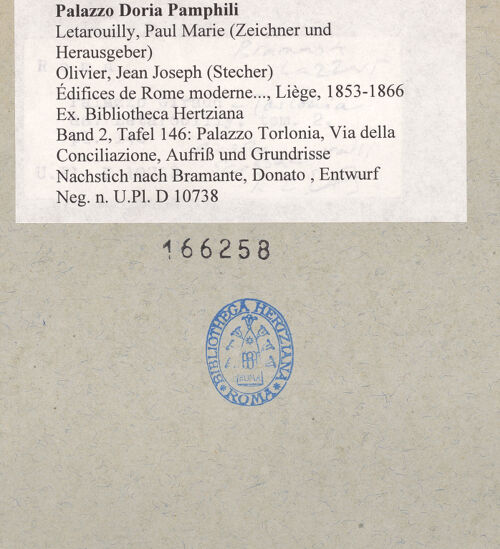 Palazzo Doria Pamphili
Letarouilly, Paul Marie (Zeichner und
Herausgeber)
Olivier, Jean Joseph (Stecher)
Édifices de Rome moderne..., Liège, 1853-1866
Ex. Bibliotheca Hertziana
Band 2, Tafel 146: Palazzo Torlonia, Via della
Conciliazione, Aufriß und Grundrisse
Nachstich nach Bramante, Donato , Entwurf
Neg. n. U.Pl. D 10738
166258
BIBLIOTHECA HERTZIANA
ROMA